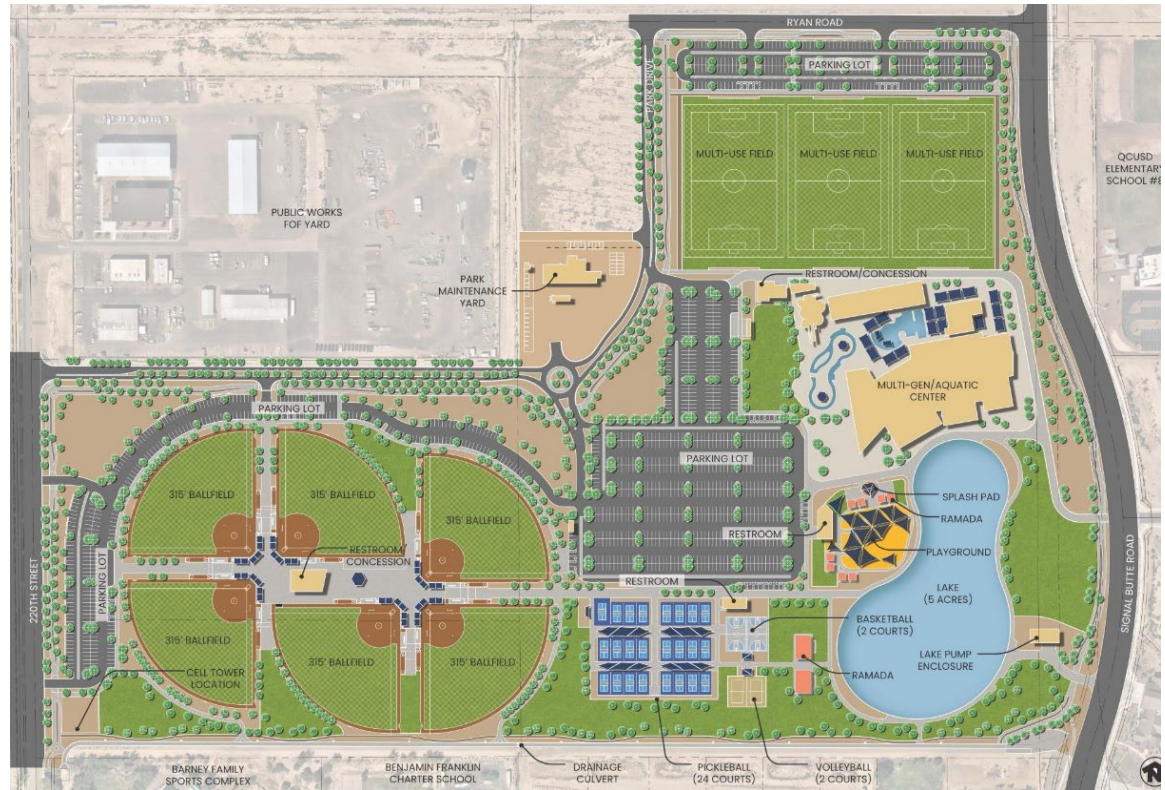 RYAN ROAD
PARKING LOT
PARK DRIVE
MULTI-USE FIELD
MULTI-USE FIELD
MULTI-USE FIELD
QCUSD
ELEMENTARY
SCHOOL #8
PUBLIC WORKS
FOF YARD
PARK
MAINTENANCE
YARD
RESTROOM/CONCESSION
MULTI-GEN/AQUATIC
CENTER
PARKING LOT
PARKING LOT
315' BALLFIELD
315' BALLFIELD
315' BALLFIELD
SPLASH PAD
RAMADA
RESTROOM
PLAYGROUND
RESTROOM/
CONCESSION
RESTROOM
LAKE
(5 ACRES)
220TH STREET
PARKING LOT
SIGNAL BUTTE ROAD
BASKETBALL
(2 COURTS)
315' BALLFIELD
315' BALLFIELD
315' BALLFIELD
LAKE PUMP
ENCLOSURE
CELL TOWER
LOCATION
RAMADA
BARNEY FAMILY
SPORTS COMPLEX
BENJAMIN FRANKLIN
CHARTER SCHOOL
DRAINAGE
CULVERT
PICKLEBALL
(24 COURTS)
VOLLEYBALL
(2 COURTS)
N